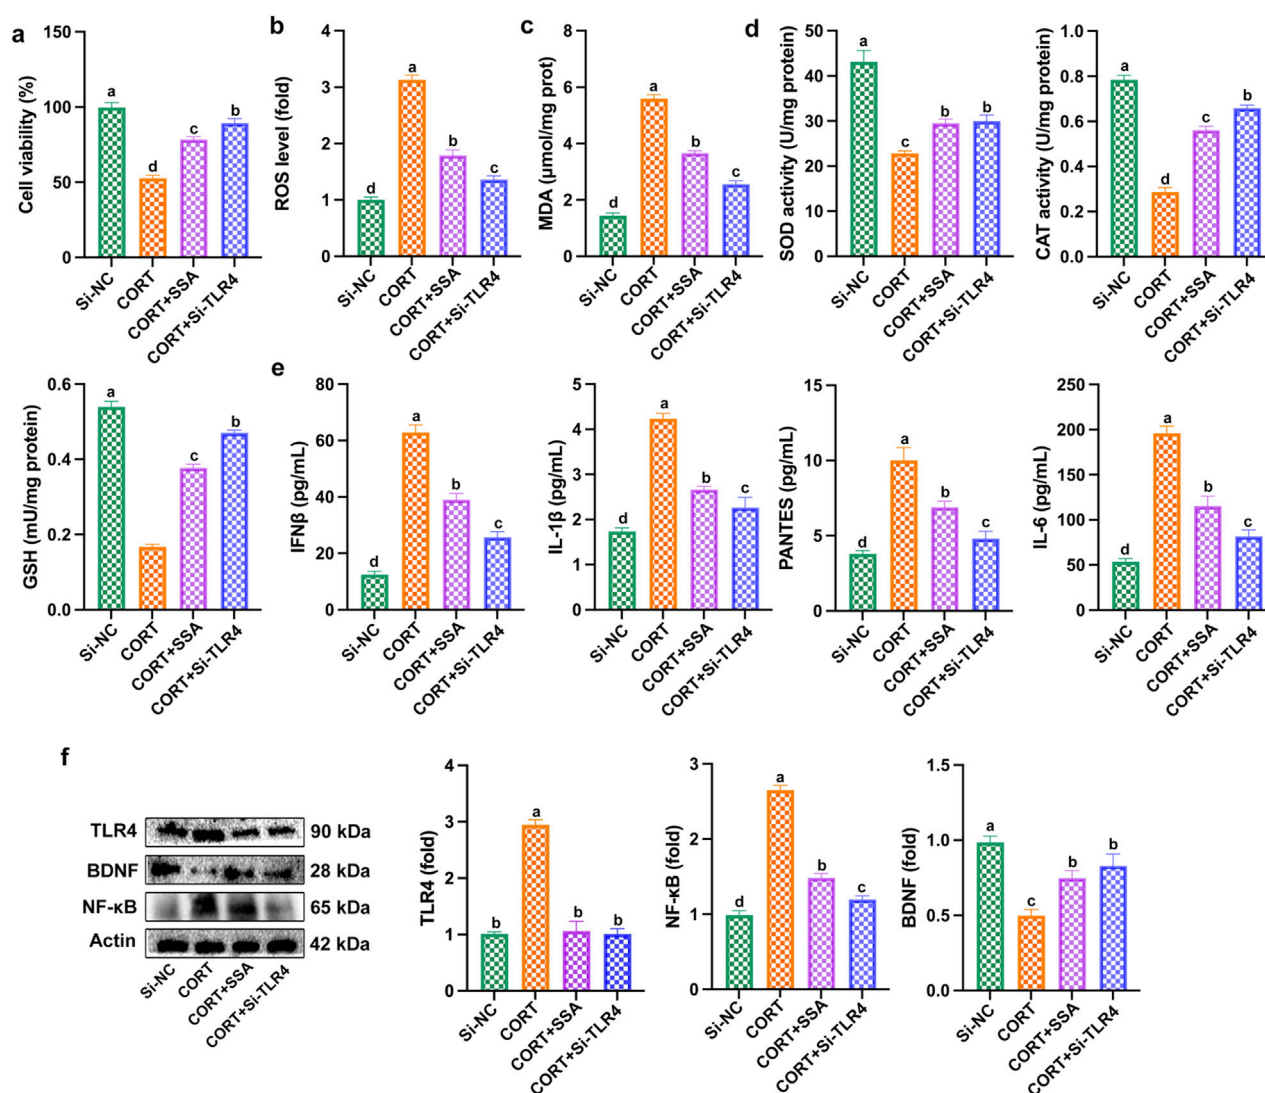 a
Cell viability (%)
150
100
50
0
a
d
c
b
Si-NC
CORT
CORT+SSA
CORT+Si-TLR4
b
ROS level (fold)
4
3
2
1
0
d
a
b
c
Si-NC
CORT
CORT+SSA
CORT+Si-TLR4
c
MDA (μmol/mg prot)
8
6
4
2
0
d
a
b
c
Si-NC
CORT
CORT+SSA
CORT+Si-TLR4
d
SOD activity (U/mg protein)
50
40
30
20
10
0
a
c
b
b
Si-NC
CORT
CORT+SSA
CORT+Si-TLR4
CAT activity (U/mg protein)
1.0
0.8
0.6
0.4
0.2
0.0
a
d
c
b
Si-NC
CORT
CORT+SSA
CORT+Si-TLR4
GSH (mU/mg protein)
0.6
0.4
0.2
0.0
a
c
b
Si-NC
CORT
CORT+SSA
CORT+Si-TLR4
e
IFNβ (pg/mL)
80
60
40
20
0
d
a
b
c
Si-NC
CORT
CORT+SSA
CORT+Si-TLR4
IL-1β (pg/mL)
5
4
3
2
1
0
d
a
b
c
Si-NC
CORT
CORT+SSA
CORT+Si-TLR4
PANTES (pg/mL)
15
10
5
0
d
a
b
c
Si-NC
CORT
CORT+SSA
CORT+Si-TLR4
IL-6 (pg/mL)
250
200
150
100
50
0
d
a
b
c
Si-NC
CORT
CORT+SSA
CORT+Si-TLR4
f
TLR4 90 kDa
BDNF 28 kDa
NF-κB 65 kDa
Actin 42 kDa
Si-NC
CORT
CORT+SSA
CORT+Si-TLR4
TLR4 (fold)
4
3
2
1
0
b
a
b
b
Si-NC
CORT
CORT+SSA
CORT+Si-TLR4
NF-κB (fold)
3
2
1
0
d
a
b
c
Si-NC
CORT
CORT+SSA
CORT+Si-TLR4
BDNF (fold)
1.5
1.0
0.5
0.0
a
c
b
b
Si-NC
CORT
CORT+SSA
CORT+Si-TLR4